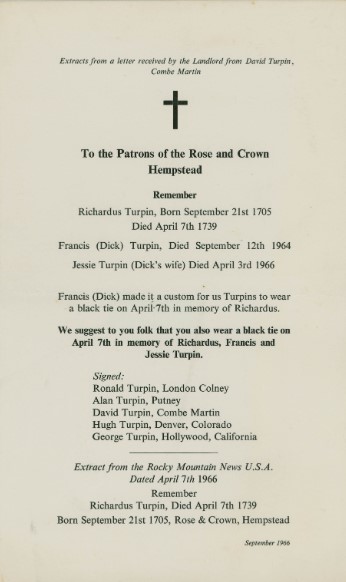 Extracts from a letter received by the Landlord from David Turpin,
Combe Martin
To the Patrons of the Rose and Crown
Hempstead
Remember
Richardus Turpin, Born September 21st 1705
Died April 7th 1739
Francis (Dick) Turpin, Died September 12th 1964
Jessie Turpin (Dick's wife) Died April 3rd 1966
Francis (Dick) made it a custom for us Turpins to wear
a black tie on April 7th in memory of Richardus.
We suggest to you folk that you also wear a black tie on
April 7th in memory of Richardus, Francis and
Jessie Turpin.
Signed:
Ronald Turpin, London Colney
Alan Turpin, Putney
David Turpin, Combe Martin
Hugh Turpin, Denver, Colorado
George Turpin, Hollywood, California
Extract from the Rocky Mountain News U.S.A.
Dated April 7th 1966
Remember
Richardus Turpin, Died April 7th 1739
Born September 21st 1705, Rose & Crown, Hempstead
September 1966